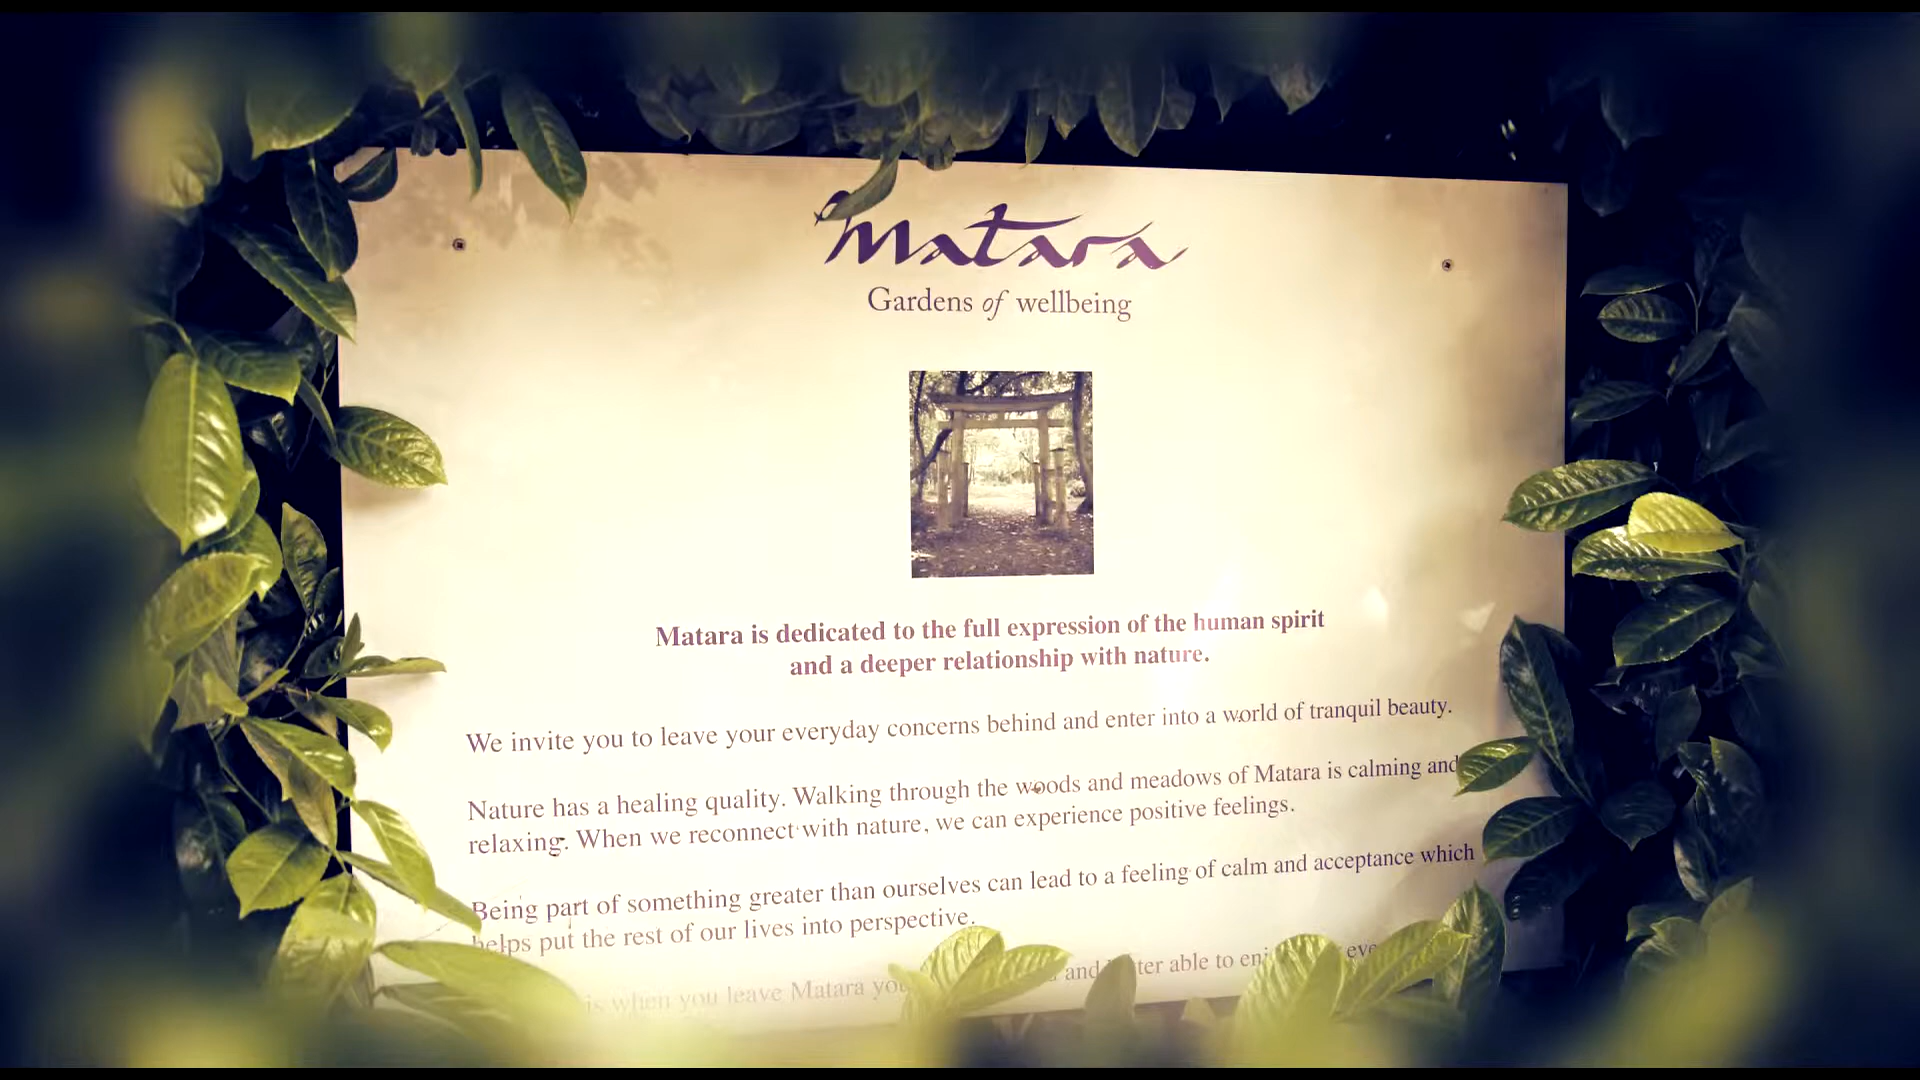 Matara
Gardens of wellbeing
Matara is dedicated to the full expression of the human spirit
and a deeper relationship with nature.
We invite you to leave your everyday concerns behind and enter into a world of tranquil beauty.
Nature has a healing quality. Walking through the woods and meadows of Matara is calming and
relaxing. When we reconnect with nature, we can experience positive feelings.
Being part of something greater than ourselves can lead to a feeling of calm and acceptance which
helps put the rest of our lives into perspective.
when you leave Matara and able to